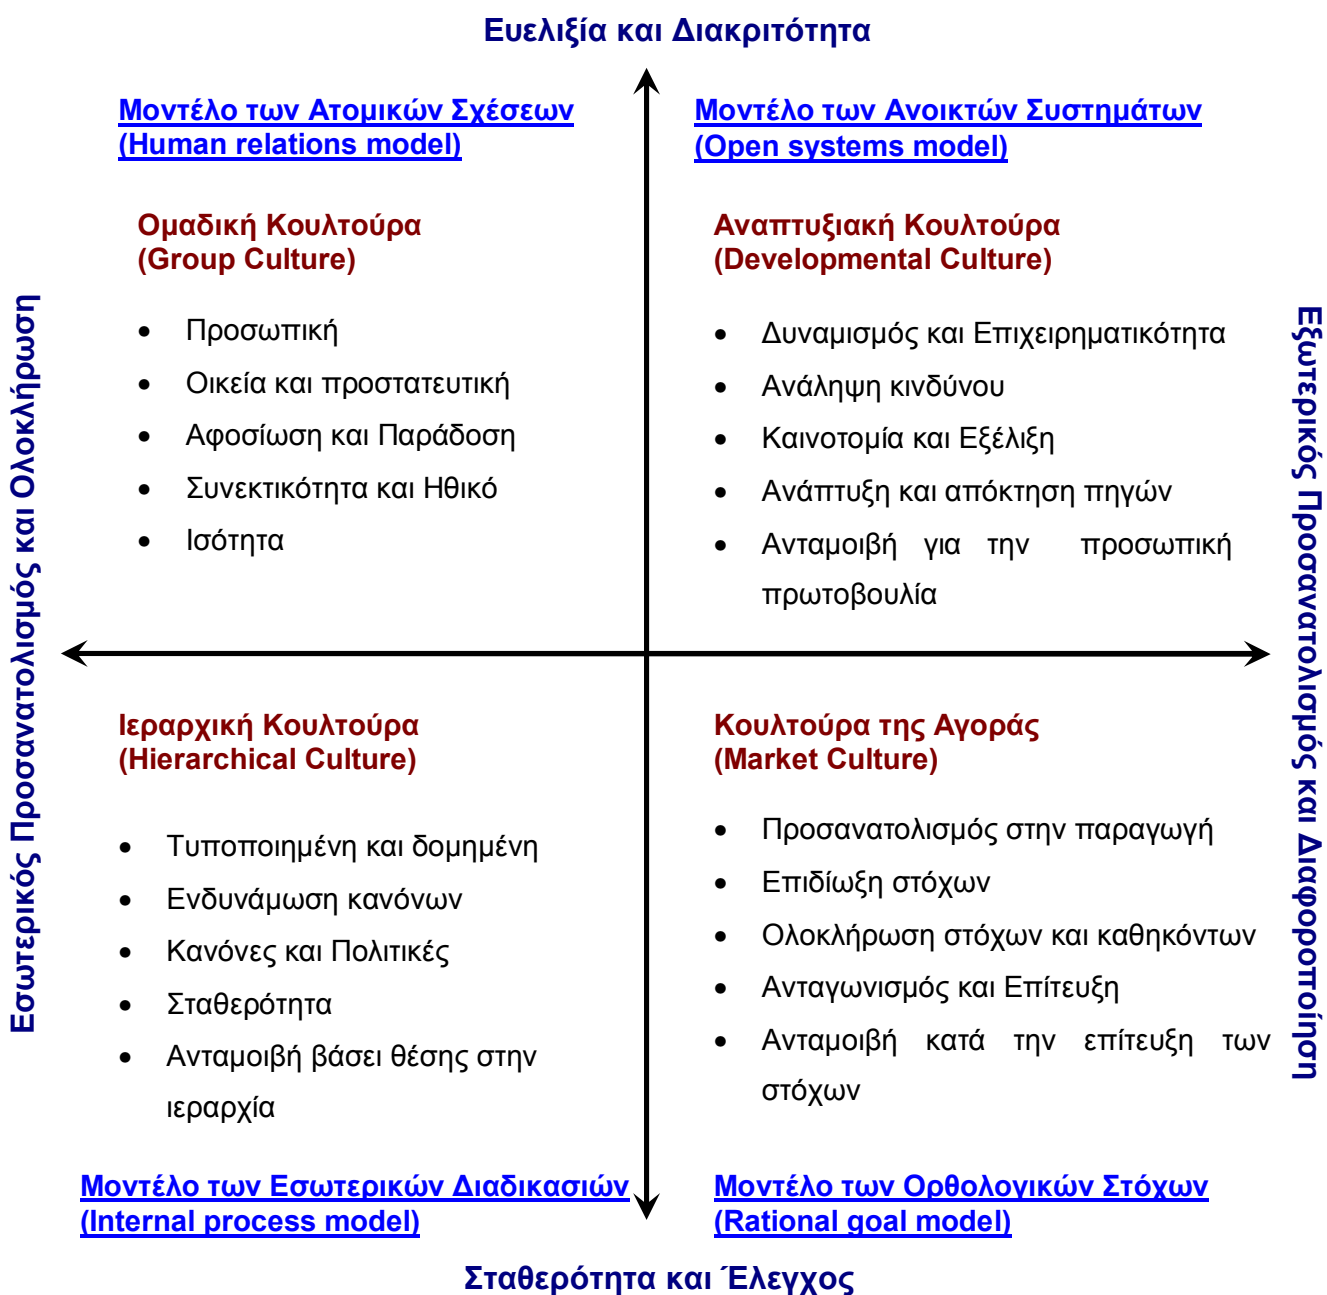 Ευελιξία και Διακριτότητα
Μοντέλο των Ατομικών Σχέσεων
(Human relations model)
Ομαδική Κουλτούρα
(Group Culture)
• Προσωπική
• Οικεία και προστατευτική
• Αφοσίωση και Παράδοση
• Συνεκτικότητα και Ηθικό
• Ισότητα
Μοντέλο των Ανοικτών Συστημάτων
(Open systems model)
Αναπτυξιακή Κουλτούρα
(Developmental Culture)
• Δυναμισμός και Επιχειρηματικότητα
• Ανάληψη κινδύνου
• Καινοτομία και Εξέλιξη
• Ανάπτυξη και απόκτηση πηγών
• Ανταμοιβή για την προσωπική
πρωτοβουλία
Εσωτερικός Προσανατολισμός και Ολοκλήρωση
Εξωτερικός Προσανατολισμός και Διαφοροποίηση
Ιεραρχική Κουλτούρα
(Hierarchical Culture)
• Τυποποιημένη και δομημένη
• Ενδυνάμωση κανόνων
• Κανόνες και Πολιτικές
• Σταθερότητα
• Ανταμοιβή βάσει θέσης στην
ιεραρχία
Μοντέλο των Εσωτερικών Διαδικασιών
(Internal process model)
Κουλτούρα της Αγοράς
(Market Culture)
• Προσανατολισμός στην παραγωγή
• Επιδίωξη στόχων
• Ολοκλήρωση στόχων και καθηκόντων
• Ανταγωνισμός και Επίτευξη
• Ανταμοιβή κατά την επίτευξη των
στόχων
Μοντέλο των Ορθολογικών Στόχων
(Rational goal model)
Σταθερότητα και Έλεγχος